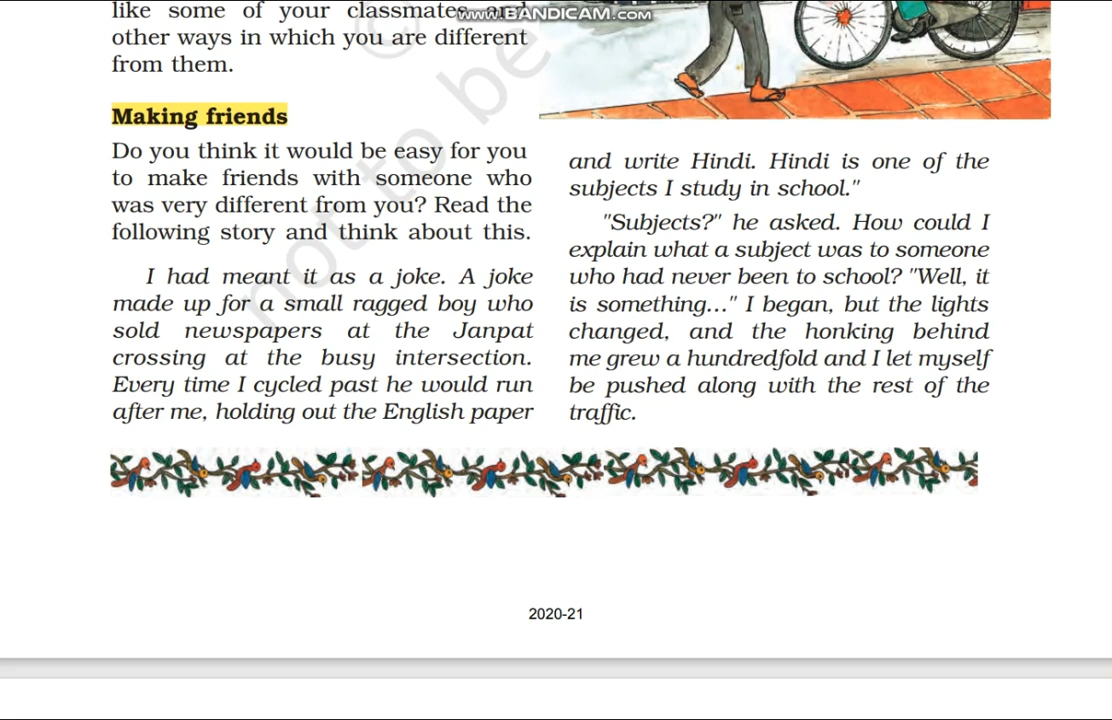 www.BANDICAM.com
like some of your classmates and
other ways in which you are different
from them.
Making friends
Do you think it would be easy for you
to make friends with someone who
was very different from you? Read the
following story and think about this.
I had meant it as a joke. A joke
made up for a small ragged boy who
sold newspapers at the Janpat
crossing at the busy intersection.
Every time I cycled past he would run
after me, holding out the English paper
and write Hindi. Hindi is one of the
subjects I study in school."
"Subjects?" he asked. How could I
explain what a subject was to someone
who had never been to school? "Well, it
is something..." I began, but the lights
changed, and the honking behind
me grew a hundredfold and I let myself
be pushed along with the rest of the
traffic.
© not to be
2020-21